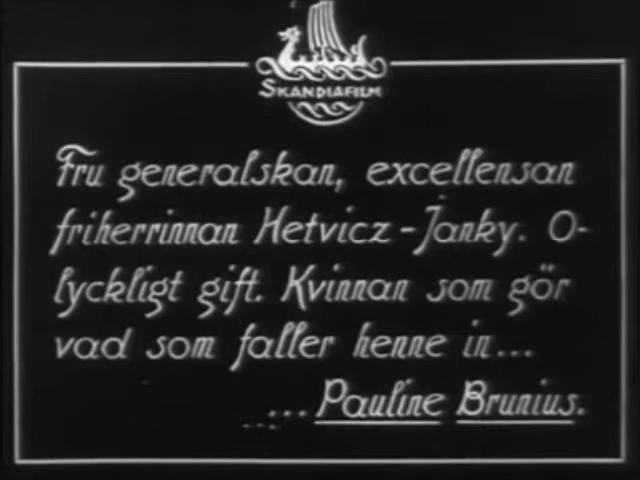 SKANDIAFILM
Fru generalskan, excellensan
friherrinnan Hetvicz-Janky. O-
lyckligt gift. Kvinnan som gör
vad som faller henne in...
...Pauline Brunius.